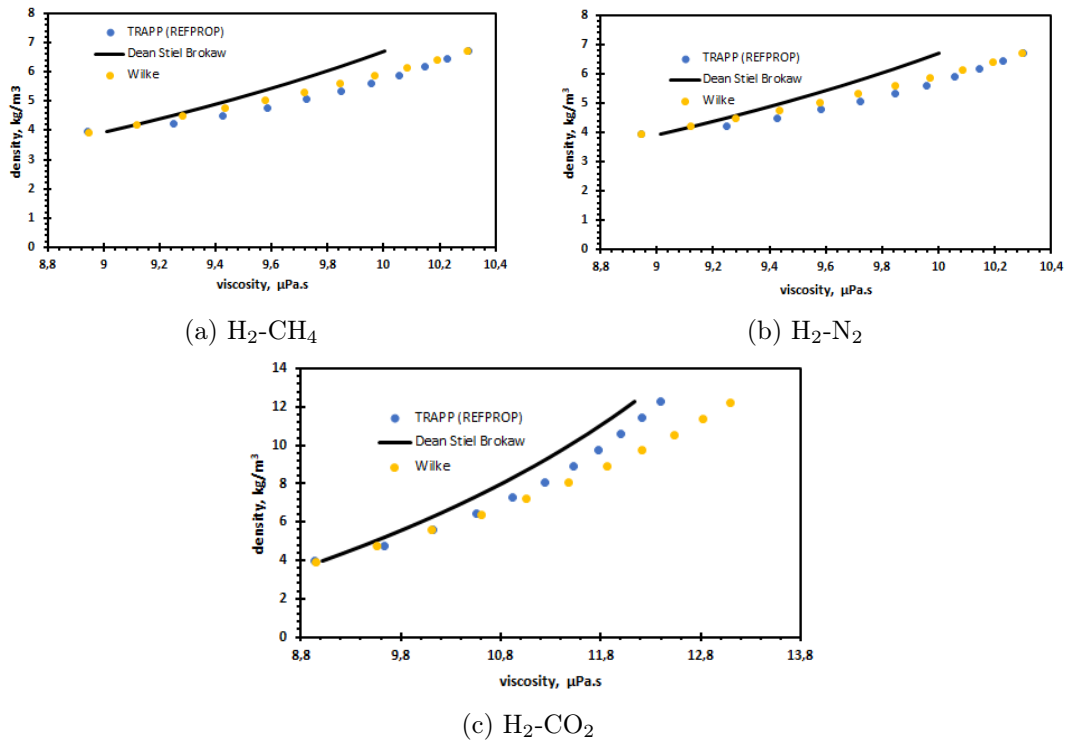 8
7
6
5
4
3
2
1
0
density, kg/m3
TRAPP (REFPROP)
Dean Stiel Brokaw
Wilke
8,8 9 9,2 9,4 9,6 9,8 10 10,2 10,4
viscosity, μPa.s
(a) H₂-CH₄
8
7
6
5
4
3
2
1
0
density, kg/m³
TRAPP (REFPROP)
Dean Stiel Brokaw
Wilke
8,8 9 9,2 9,4 9,6 9,8 10 10,2 10,4
viscosity, μPa.s
(b) H₂-N₂
14
12
10
8
6
4
2
0
density, kg/m³
TRAPP (REFPROP)
Dean Stiel Brokaw
Wilke
8,8 9,8 10,8 11,8 12,8 13,8
viscosity, μPa.s
(c) H₂-CO₂